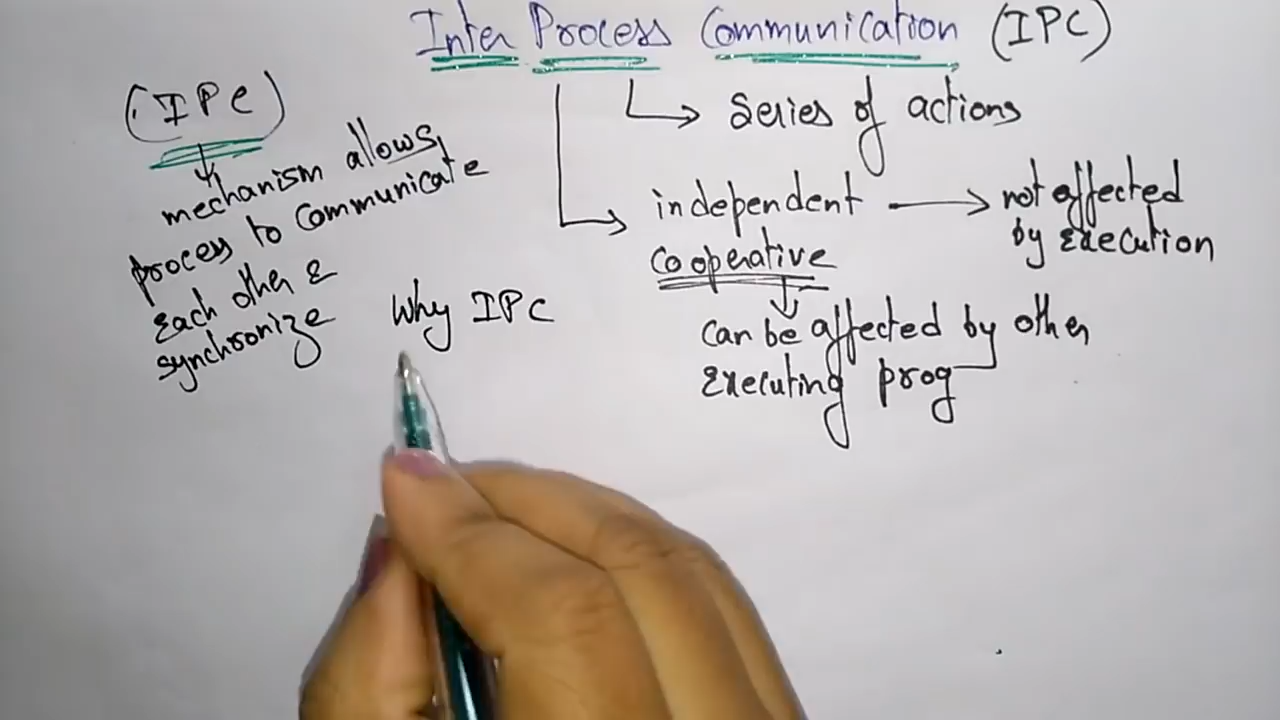 Inter Process Communication (IPC)
(IPC)
mechanism allows
process to communicate
each other &
synchronize
Why IPC
series of actions
independent → not affected
by execution
cooperative
can be affected by other
executing prog